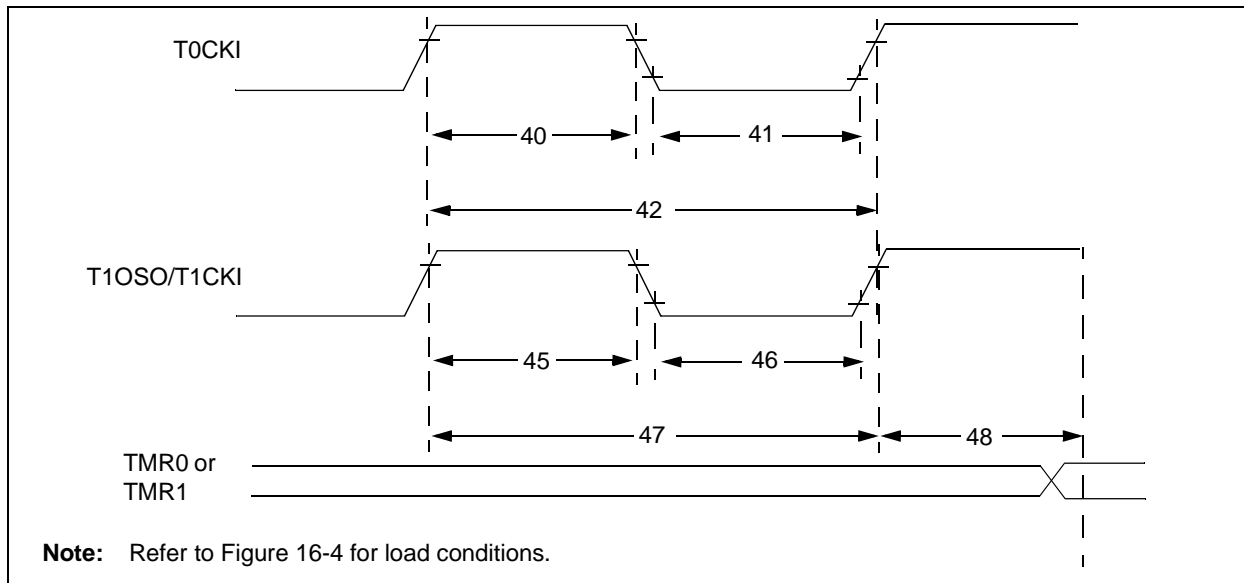 T0CKI
40
41
42
T1OSO/T1CKI
45
46
47
48
TMR0 or
TMR1
Note: Refer to Figure 16-4 for load conditions.